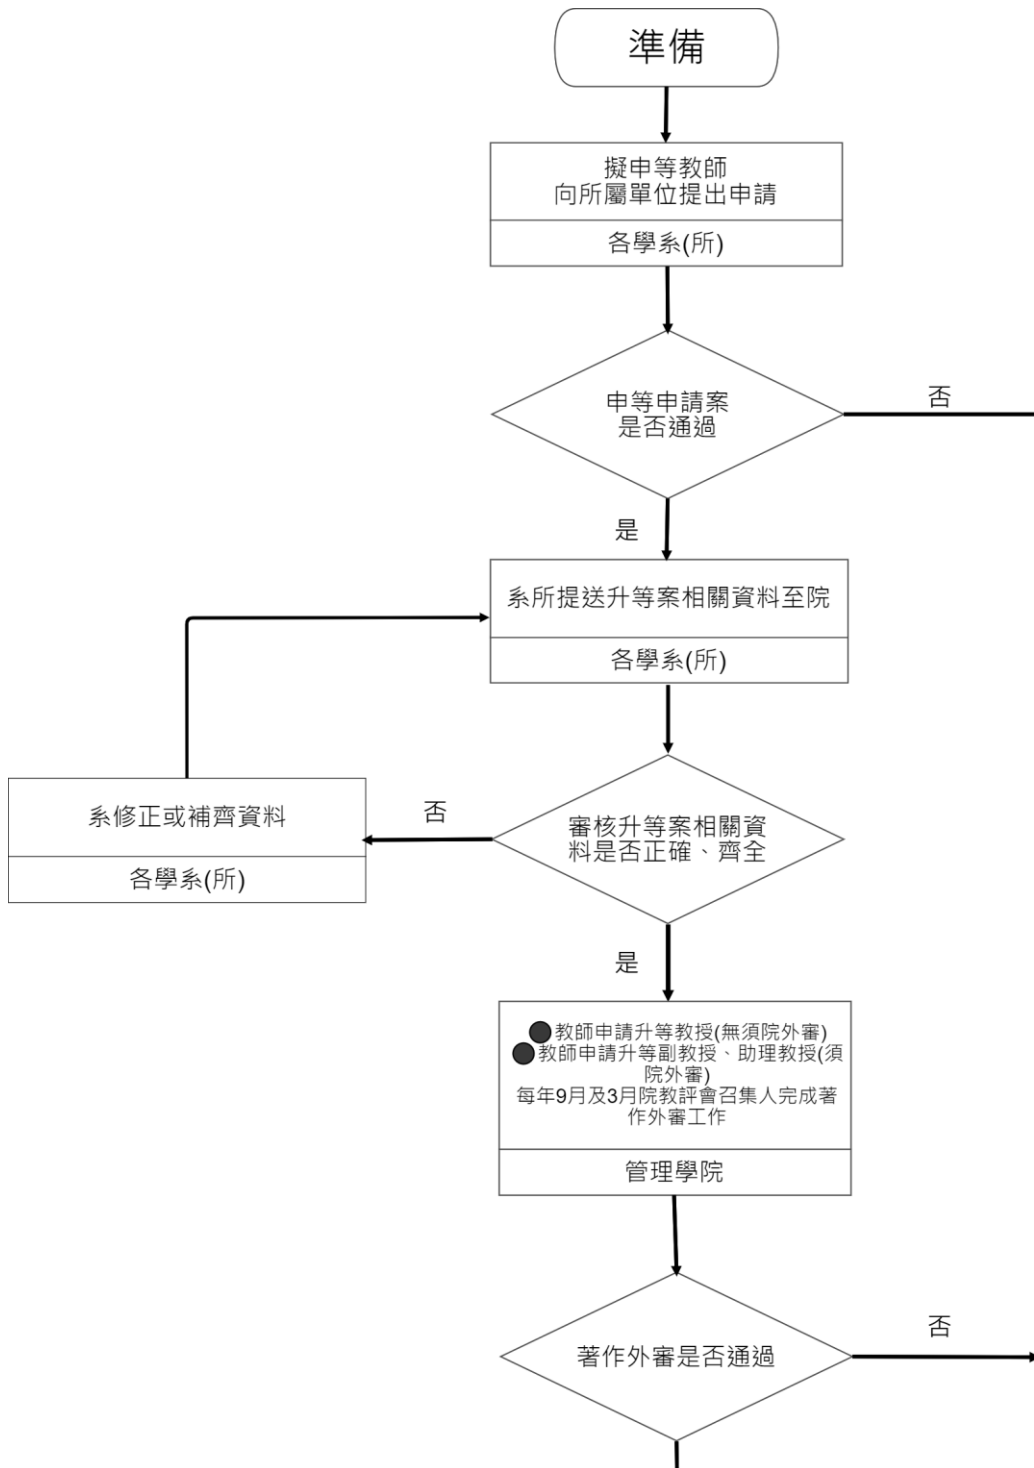 準備
擬申等教師
向所屬單位提出申請
各學系(所)
申等申請案
是否通過
否
是
系所提送升等案相關資料至院
各學系(所)
系修正或補齊資料
各學系(所)
否
審核升等案相關資
料是否正確、齊全
是
●教師申請升等教授(無須院外審)
●教師申請升等副教授、助理教授(須
院外審)
每年9月及3月院教評會召集人完成著
作外審工作
管理學院
著作外審是否通過
否